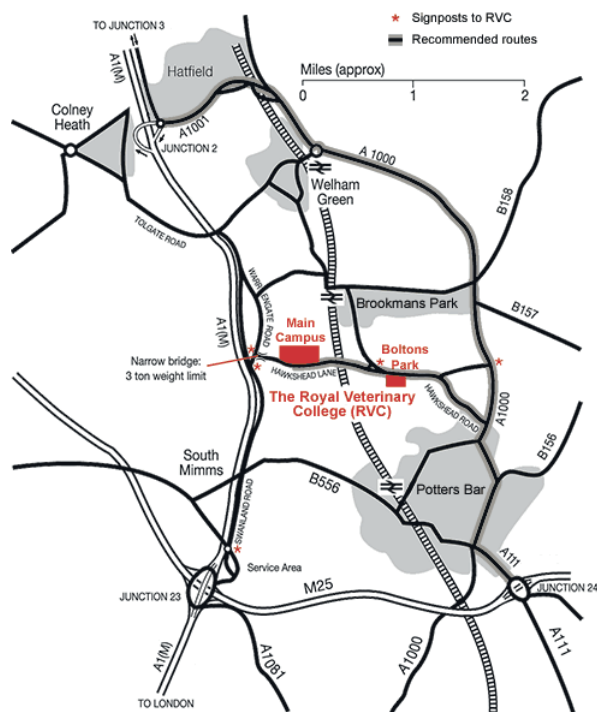 * Signposts to RVC
Recommended routes
TO JUNCTION 3
A1(M)
Hatfield
Miles (approx)
0 1 2
Colney
Heath
A1001
JUNCTION 2
A 1000
Welham
Green
B158
TOLGATE ROAD
WARRENGATE ROAD
Brookmans Park
B157
A1(M)
Main
Campus
Boltons
Park
Narrow bridge:
3 ton weight limit
HAWKSHEAD LANE
The Royal Veterinary
College (RVC)
HAWKSHEAD ROAD
A1000
South
Mimms
B556
B156
Potters Bar
SWANLAND ROAD
Service Area
A111
M25
JUNCTION 23
JUNCTION 24
A1(M)
A1081
A1000
A111
TO LONDON